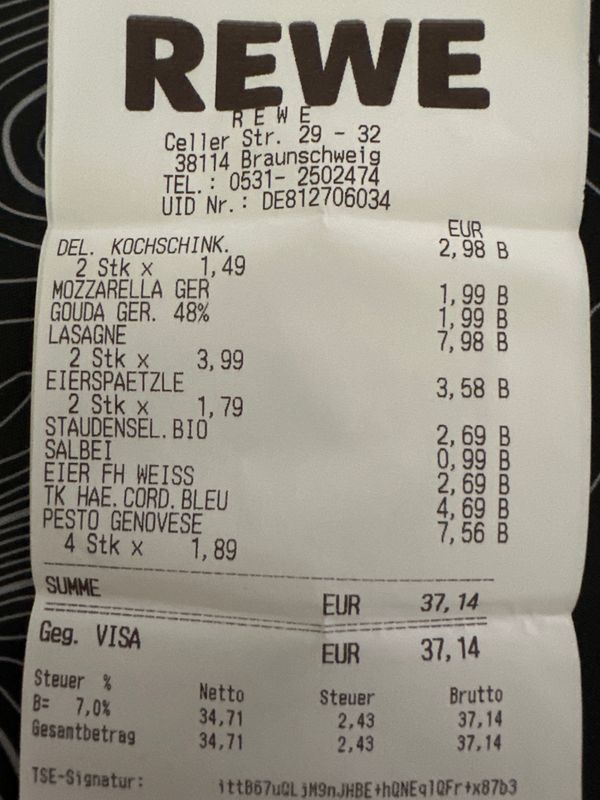 REWE
R E W E
Celler Str. 29 - 32
38114 Braunschweig
TEL.: 0531- 2502474
UID Nr.: DE812706034
EUR
DEL. KOCHSCHINK. 2,98 B
2 Stk x 1,49
MOZZARELLA GER 1,99 B
GOUDA GER. 48% 1,99 B
LASAGNE 7,98 B
2 Stk x 3,99
EIERSPAETZLE 3,58 B
2 Stk x 1,79
STAUDENSEL.BIO 2,69 B
SALBEI 0,99 B
EIER FH WEISS 2,69 B
TK HAE.CORD.BLEU 4,69 B
PESTO GENOVESE 7,56 B
4 Stk x 1,89
SUMME EUR 37,14
Geg. VISA EUR 37,14
Steuer % Netto Steuer Brutto
B= 7,0% 34,71 2,43 37,14
Gesamtbetrag 34,71 2,43 37,14
TSE-Signatur: